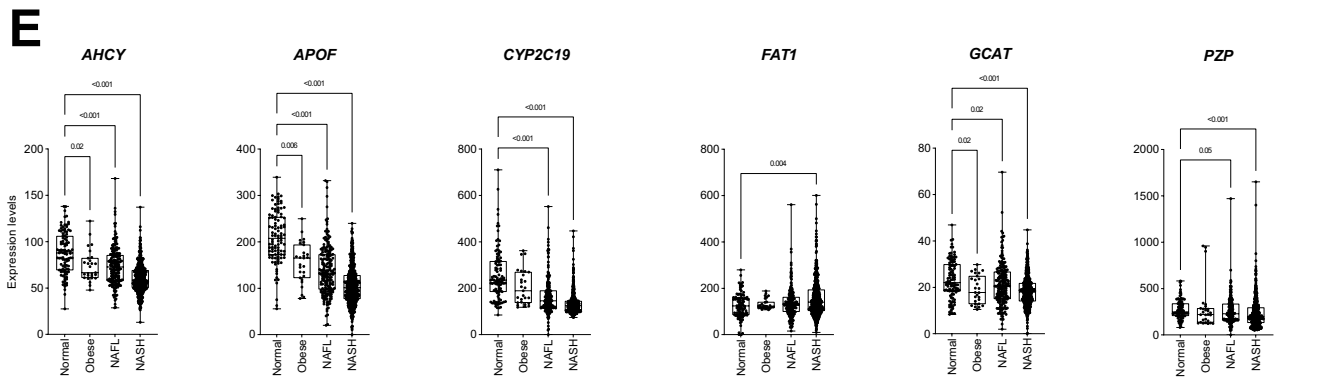 E
AHCY
APOF
CYP2C19
FAT1
GCAT
PZP
Expression levels
<0.001
<0.001
0.02
200
150
100
50
0
Normal
Obese
NAFL
NASH
<0.001
<0.001
0.006
400
300
200
100
0
Normal
Obese
NAFL
NASH
<0.001
<0.001
800
600
400
200
0
Normal
Obese
NAFL
NASH
0.004
800
600
400
200
0
Normal
Obese
NAFL
NASH
<0.001
0.02
0.02
80
60
40
20
0
Normal
Obese
NAFL
NASH
<0.001
0.05
2000
1500
1000
500
0
Normal
Obese
NAFL
NASH